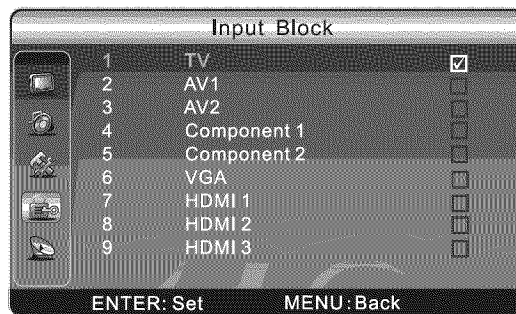 Input Block
1 TV
2 AV1
3 AV2
4 Component 1
5 Component 2
6 VGA
7 HDMI 1
8 HDMI 2
9 HDMI 3
ENTER: Set MENU:Back